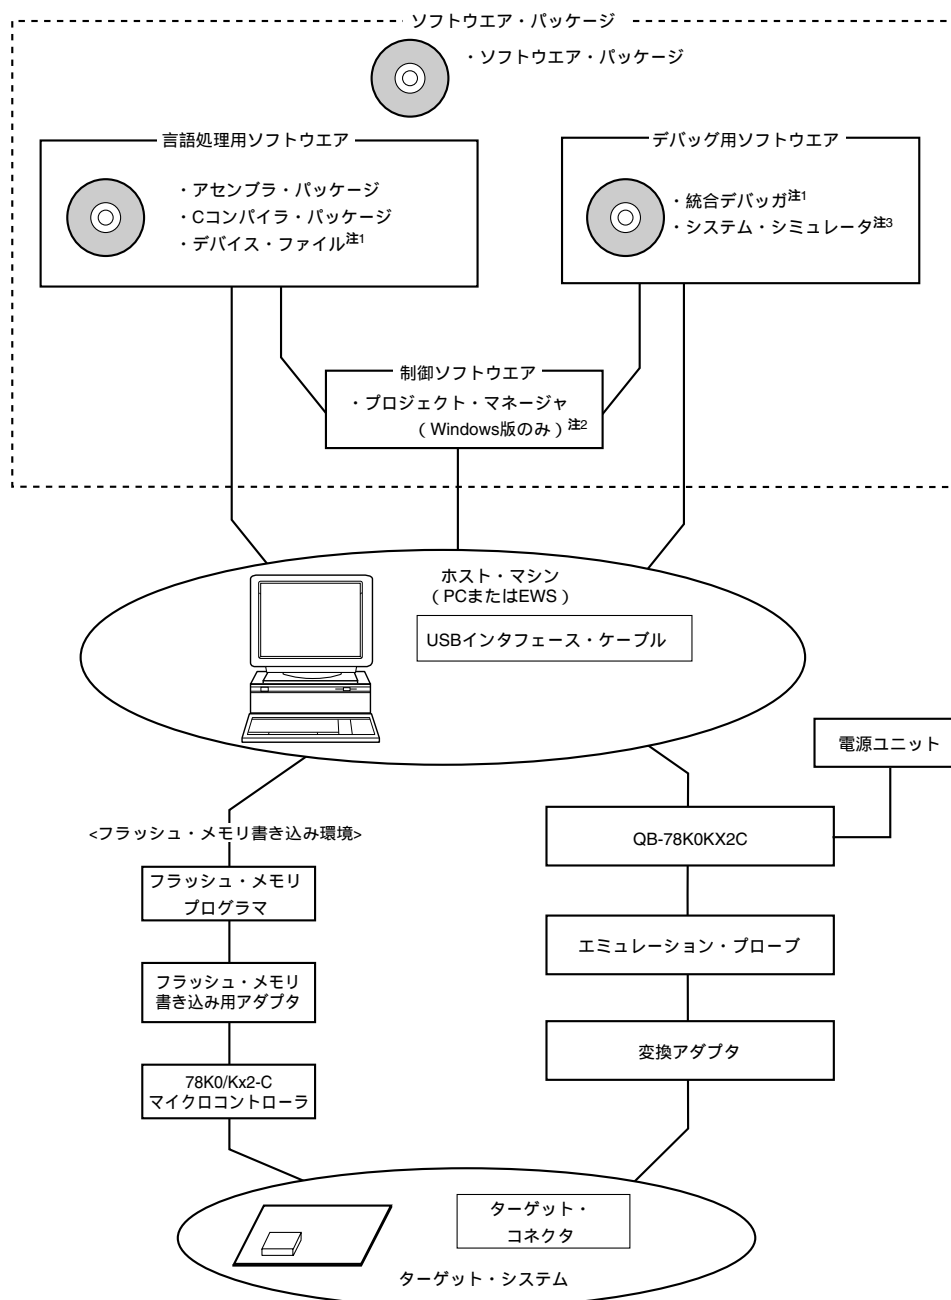 ソフトウエア・パッケージ
・ソフトウエア・パッケージ
言語処理用ソフトウエア
・アセンブラ・パッケージ
・Cコンパイラ・パッケージ
・デバイス・ファイル注1
デバッグ用ソフトウエア
・統合デバッガ注1
・システム・シミュレータ注3
制御ソフトウエア
・プロジェクト・マネージャ
（Windows版のみ）注2
ホスト・マシン
（PCまたはEWS）
USBインタフェース・ケーブル
電源ユニット
<フラッシュ・メモリ書き込み環境>
フラッシュ・メモリ
プログラマ
フラッシュ・メモリ
書き込み用アダプタ
78K0/Kx2-C
マイクロコントローラ
QB-78K0KX2C
エミュレーション・プローブ
変換アダプタ
ターゲット・
コネクタ
ターゲット・システム